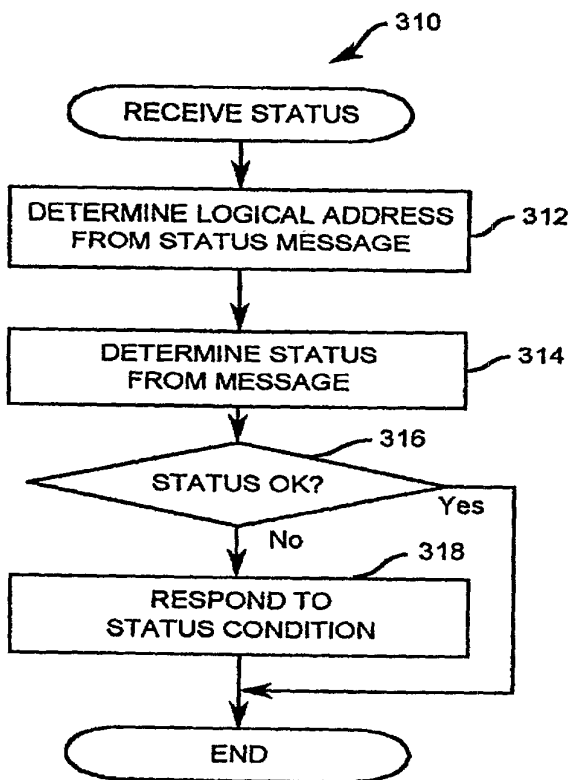 310
RECEIVE STATUS
DETERMINE LOGICAL ADDRESS
FROM STATUS MESSAGE
312
DETERMINE STATUS
FROM MESSAGE
314
316
STATUS OK?
Yes
No
318
RESPOND TO
STATUS CONDITION
END